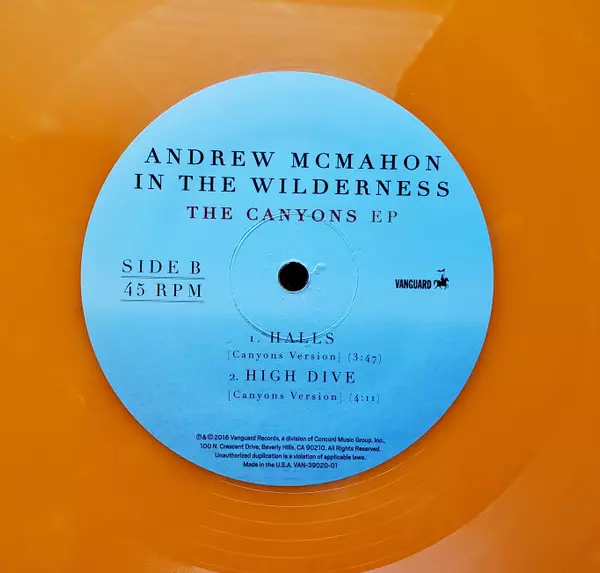 ANDREW MCMAHON
IN THE WILDERNESS
THE CANYONS EP
SIDE B
45 RPM
VANGUARD
1. HALLS
[Canyons Version] (3:47)
2. HIGH DIVE
[Canyons Version] (4:11)
℗&© 2016 Vanguard Records, a division of Concord Music Group, Inc.,
100 N. Crescent Drive, Beverly Hills, CA 90210. All Rights Reserved.
Unauthorized duplication is a violation of applicable laws.
Made in the U.S.A. VAN-39020-01